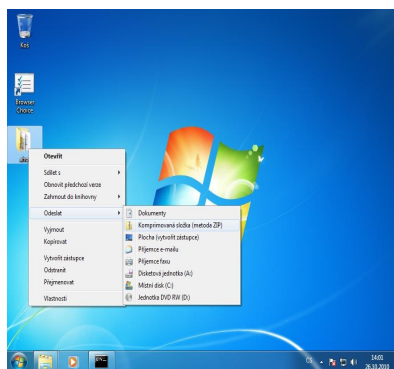 Koš
Browser
Choice
Otevřít
Sdílet s
Obnovit předchozí verze
Zahrnout do knihovny
Odeslat
Vyjmout
Kopírovat
Vytvořit zástupce
Odstranit
Přejmenovat
Vlastnosti
Dokumenty
Komprimovaná složka (metoda ZIP)
Plocha (vytvořit zástupce)
Příjemce e-mailu
Příjemce faxu
Disketová jednotka (A:)
Místní disk (C:)
Jednotka DVD RW (D:)
CS
14:01
26.10.2010